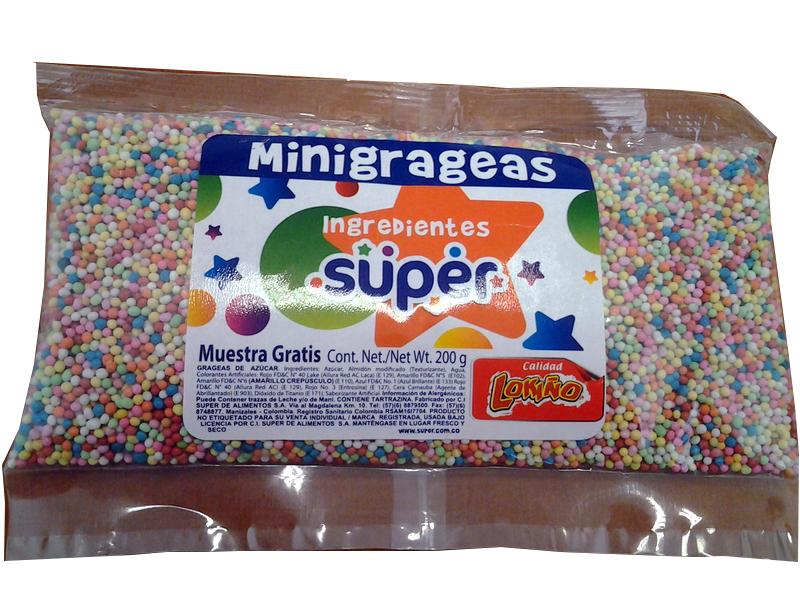 Minigrageas
Ingredientes
super
Muestra Gratis Cont. Net./Net Wt. 200 g
GRAGEAS DE AZÚCAR. Ingredientes: Azúcar, Almidón modificado (Texturizante), Agua,
Colorantes Artificiales: Rojo FD&C N° 40 Lake (Allura Red AC Laca) (E 129), Amarillo FD&C N°5 (E102),
Amarillo FD&C N°6 (AMARILLO CREPÚSCULO) (E 110), Azul FD&C No. 1 (Azul Brillante) (E 133) Rojo
FD&C N° 40 (Allura Red AC) (E 129), Rojo No. 3 (Eritrosina) (E 127), Cera Carnauba (Agente de
Abrillantado) (E 903), Dióxido de Titanio (E 171), Saborizante Artificial. Información de Alergénicos:
Puede Contener trazas de Leche y/o de Maní. CONTIENE TARTRAZINA. Fabricado por C.I.
SUPER DE ALIMENTOS S.A. Vía al Magdalena Km. 10 Tel: (57)(6) 8879500 Fax: (57)(6)
8748877. Manizales - Colombia. Registro Sanitario Colombia RSAM16I7704. PRODUCTO
NO ETIQUETADO PARA SU VENTA INDIVIDUAL / MARCA REGISTRADA, USADA BAJO
LICENCIA POR C.I. SUPER DE ALIMENTOS S.A. MANTÉNGASE EN LUGAR FRESCO Y
SECO www.super.com.co
Calidad
LOKIÑO